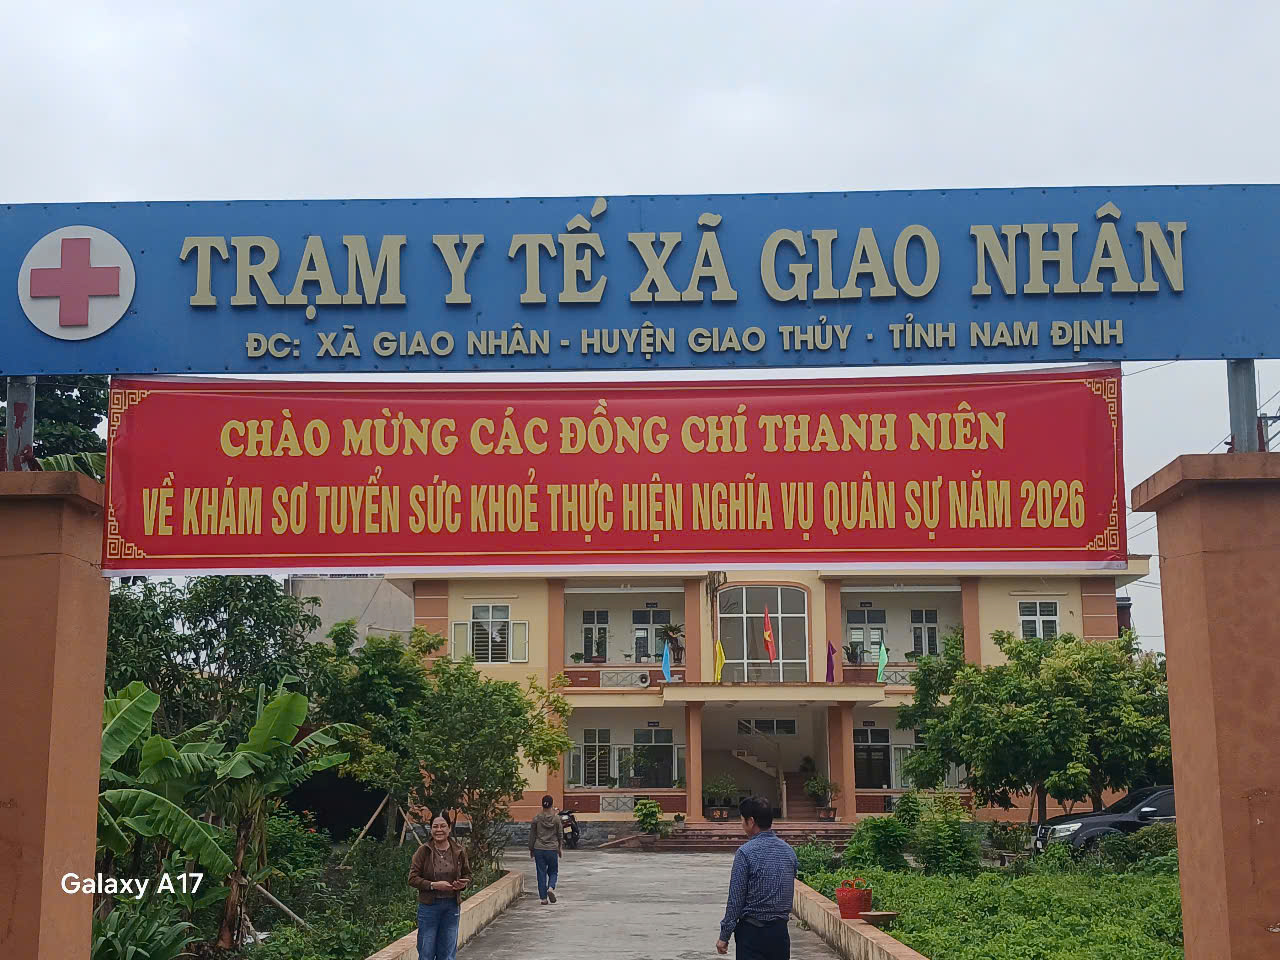 TRẠM Y TẾ XÃ GIAO NHÂN
ĐC: XÃ GIAO NHÂN - HUYỆN GIAO THỦY - TỈNH NAM ĐỊNH
CHÀO MỪNG CÁC ĐỒNG CHÍ THANH NIÊN
VỀ KHÁM SƠ TUYỂN SỨC KHOẺ THỰC HIỆN NGHĨA VỤ QUÂN SỰ NĂM 2026
Galaxy A17